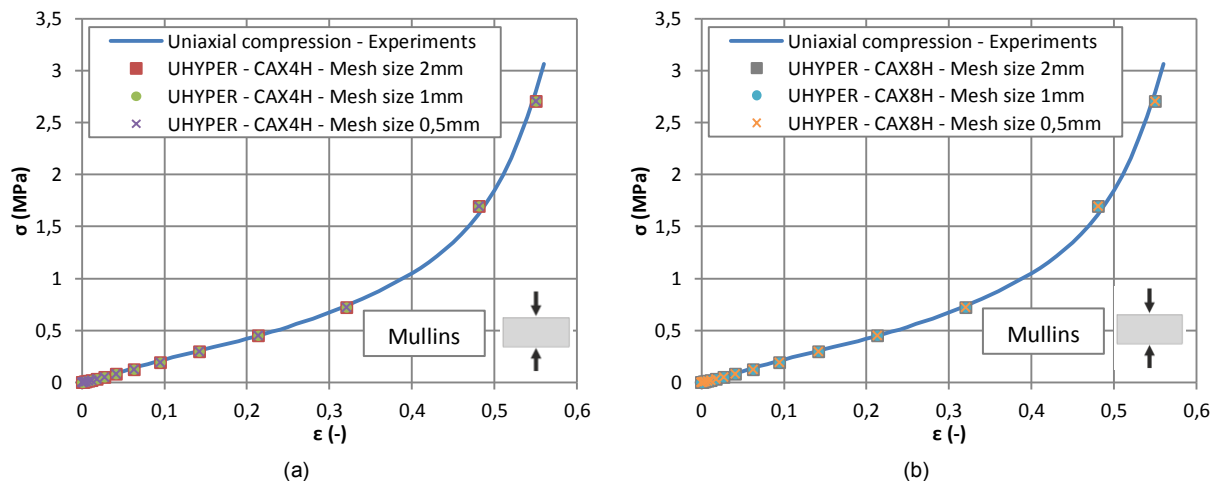 3,5
3
2,5
2
1,5
1
0,5
0
σ (MPa)
Uniaxial compression - Experiments
UHYPER - CAX4H - Mesh size 2mm
UHYPER - CAX4H - Mesh size 1mm
UHYPER - CAX4H - Mesh size 0,5mm
Mullins
0 0,1 0,2 0,3 0,4 0,5 0,6
ε (-)
(a)
3,5
3
2,5
2
1,5
1
0,5
0
σ (MPa)
Uniaxial compression - Experiments
UHYPER - CAX8H - Mesh size 2mm
UHYPER - CAX8H - Mesh size 1mm
UHYPER - CAX8H - Mesh size 0,5mm
Mullins
0 0,1 0,2 0,3 0,4 0,5 0,6
ε (-)
(b)